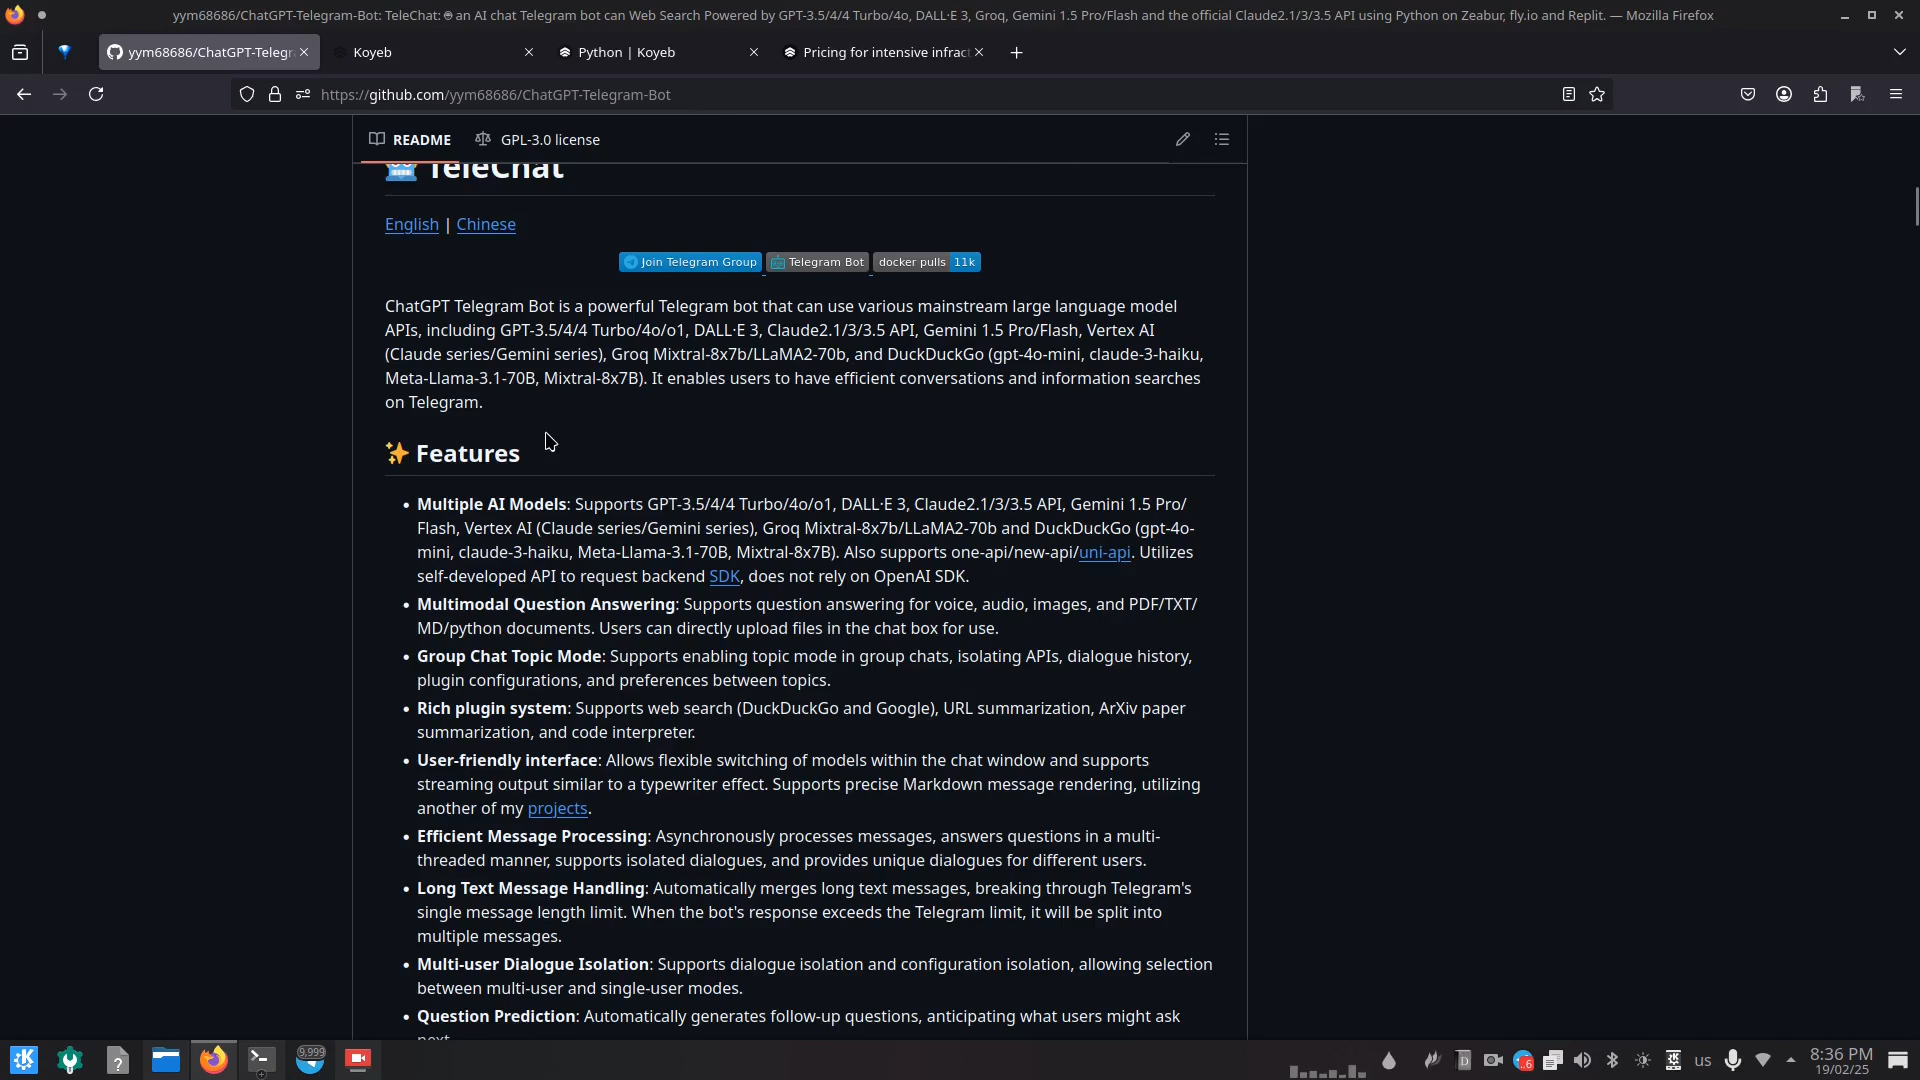 yym68686/ChatGPT-Telegram-Bot: TeleChat: 🤖 an AI chat Telegram bot can Web Search Powered by GPT-3.5/4/4 Turbo/4o, DALL·E 3, Groq, Gemini 1.5 Pro/Flash and the official Claude2.1/3/3.5 API using Python on Zeabur, fly.io and Replit. — Mozilla Firefox
yym68686/ChatGPT-Telegr
Koyeb
Python | Koyeb
Pricing for intensive infract
https://github.com/yym68686/ChatGPT-Telegram-Bot
README
GPL-3.0 license
TeleChat
English | Chinese
Join Telegram Group
Telegram Bot
docker pulls 11k
ChatGPT Telegram Bot is a powerful Telegram bot that can use various mainstream large language model
APIs, including GPT-3.5/4/4 Turbo/4o/o1, DALL·E 3, Claude2.1/3/3.5 API, Gemini 1.5 Pro/Flash, Vertex AI
(Claude series/Gemini series), Groq Mixtral-8x7b/LLaMA2-70b, and DuckDuckGo (gpt-4o-mini, claude-3-haiku,
Meta-Llama-3.1-70B, Mixtral-8x7B). It enables users to have efficient conversations and information searches
on Telegram.
✨ Features
• Multiple AI Models: Supports GPT-3.5/4/4 Turbo/4o/o1, DALL·E 3, Claude2.1/3/3.5 API, Gemini 1.5 Pro/
Flash, Vertex AI (Claude series/Gemini series), Groq Mixtral-8x7b/LLaMA2-70b and DuckDuckGo (gpt-4o-
mini, claude-3-haiku, Meta-Llama-3.1-70B, Mixtral-8x7B). Also supports one-api/new-api/uni-api. Utilizes
self-developed API to request backend SDK, does not rely on OpenAI SDK.
• Multimodal Question Answering: Supports question answering for voice, audio, images, and PDF/TXT/
MD/python documents. Users can directly upload files in the chat box for use.
• Group Chat Topic Mode: Supports enabling topic mode in group chats, isolating APIs, dialogue history,
plugin configurations, and preferences between topics.
• Rich plugin system: Supports web search (DuckDuckGo and Google), URL summarization, ArXiv paper
summarization, and code interpreter.
• User-friendly interface: Allows flexible switching of models within the chat window and supports
streaming output similar to a typewriter effect. Supports precise Markdown message rendering, utilizing
another of my projects.
• Efficient Message Processing: Asynchronously processes messages, answers questions in a multi-
threaded manner, supports isolated dialogues, and provides unique dialogues for different users.
• Long Text Message Handling: Automatically merges long text messages, breaking through Telegram's
single message length limit. When the bot's response exceeds the Telegram limit, it will be split into
multiple messages.
• Multi-user Dialogue Isolation: Supports dialogue isolation and configuration isolation, allowing selection
between multi-user and single-user modes.
• Question Prediction: Automatically generates follow-up questions, anticipating what users might ask
next.
9,999
D
6
us
8:36 PM
19/02/25